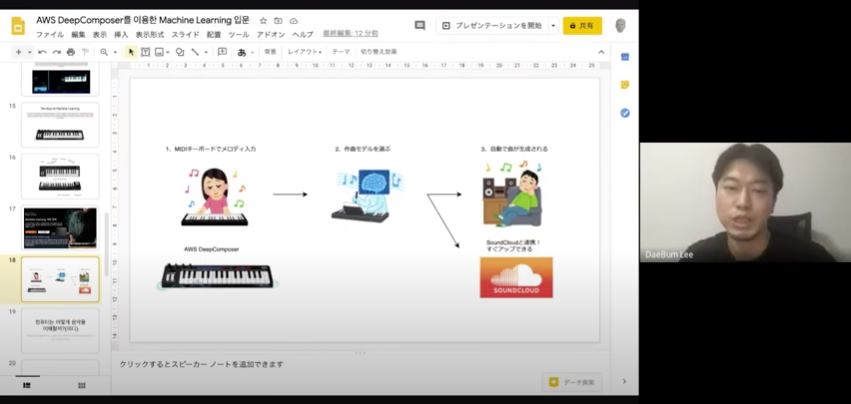 AWS DeepComposer를 이용한 Machine Learning 입문
ファイル 編集 表示 挿入 表示形式 スライド 配置 ツール アドオン ヘルプ 最終編集: 12 分前
プレゼンテーションを開始
共有
背景 レイアウト テーマ 切り替え効果
15
16
17
18
19
20
컴퓨터는 어떻게 음악을
1. MIDIキーボードでメロディ入力
2. 作曲モデルを選ぶ
3. 自動で曲が生成される
AWS DeepComposer
SoundCloudと連携！
すぐアップできる
SOUNDCLOUD
クリックするとスピーカー ノートを追加できます
データ探索
DaeBum Lee